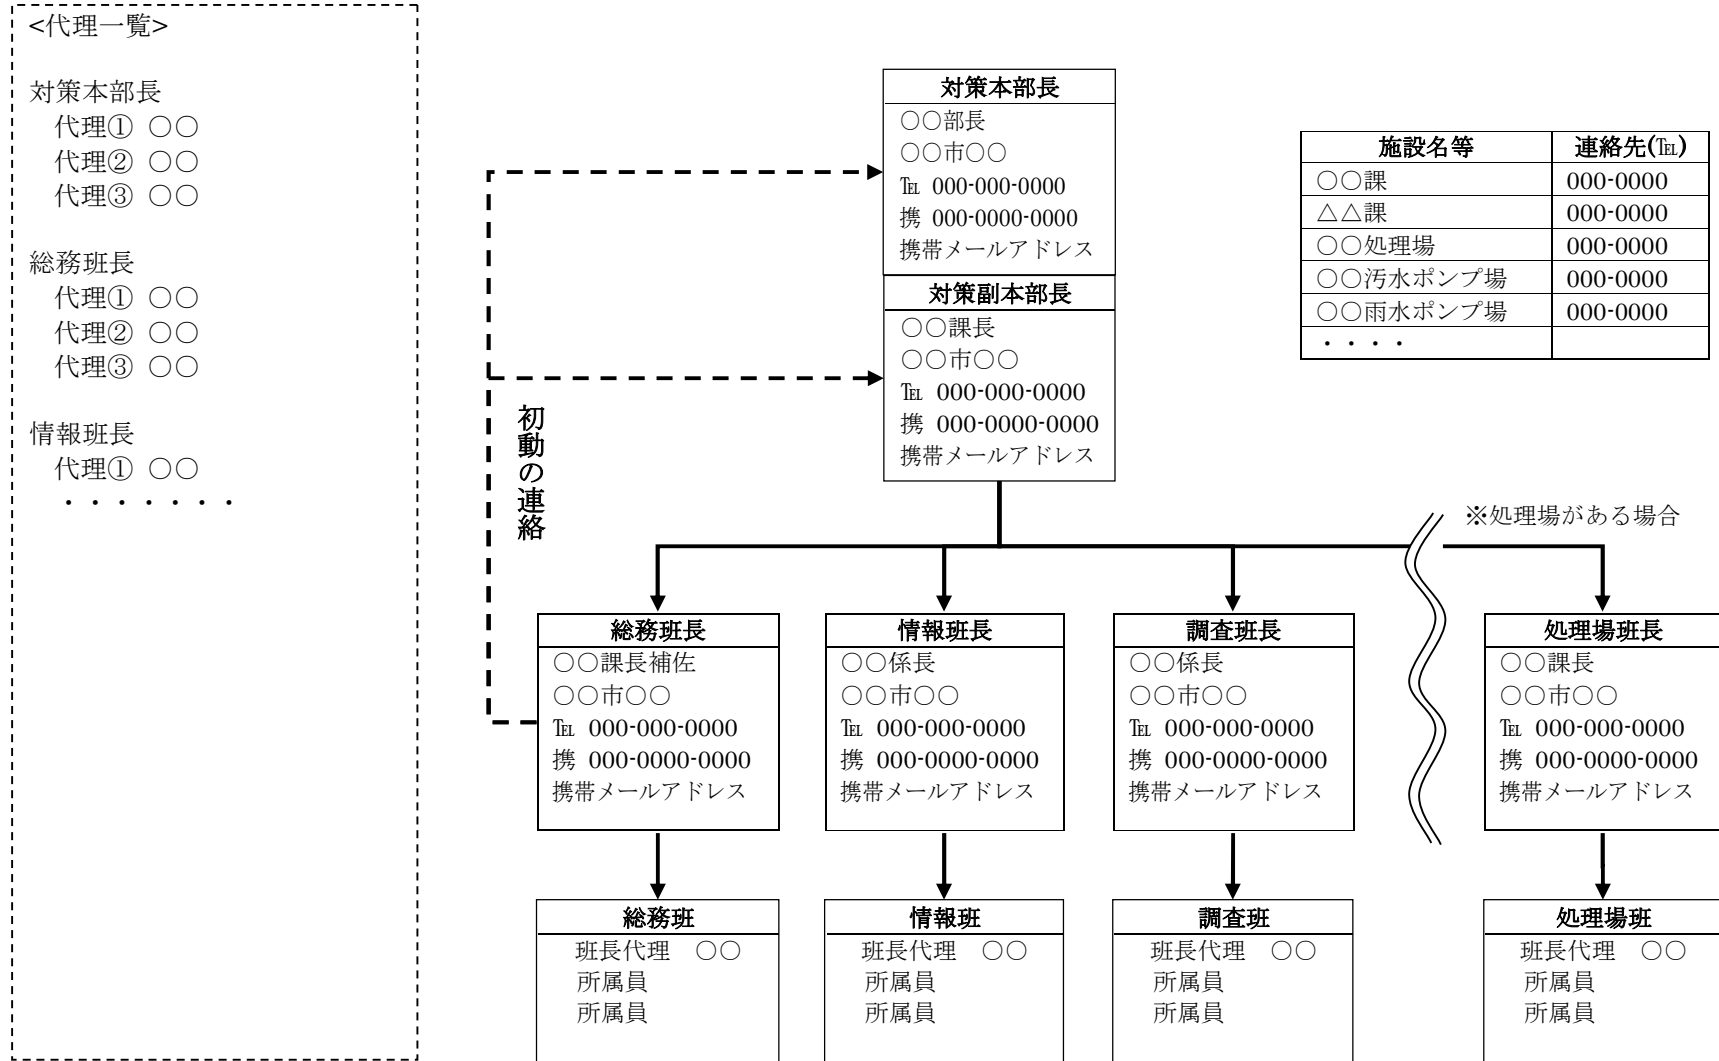 <代理一覧>
対策本部長
代理① ○○
代理② ○○
代理③ ○○
総務班長
代理① ○○
代理② ○○
代理③ ○○
情報班長
代理① ○○
・・・・・・・
対策本部長
○○部長
○○市○○
℡ 000-000-0000
携 000-0000-0000
携帯メールアドレス
対策副本部長
○○課長
○○市○○
℡ 000-000-0000
携 000-0000-0000
携帯メールアドレス
施設名等 連絡先(℡)
○○課 000-0000
△△課 000-0000
○○処理場 000-0000
○○汚水ポンプ場 000-0000
○○雨水ポンプ場 000-0000
・・・・
初動の連絡
※処理場がある場合
総務班長
○○課長補佐
○○市○○
℡ 000-000-0000
携 000-0000-0000
携帯メールアドレス
情報班長
○○係長
○○市○○
℡ 000-000-0000
携 000-0000-0000
携帯メールアドレス
調査班長
○○係長
○○市○○
℡ 000-000-0000
携 000-0000-0000
携帯メールアドレス
処理場班長
○○課長
○○市○○
℡ 000-000-0000
携 000-0000-0000
携帯メールアドレス
総務班
班長代理 ○○
所属員
所属員
情報班
班長代理 ○○
所属員
所属員
調査班
班長代理 ○○
所属員
所属員
処理場班
班長代理 ○○
所属員
所属員